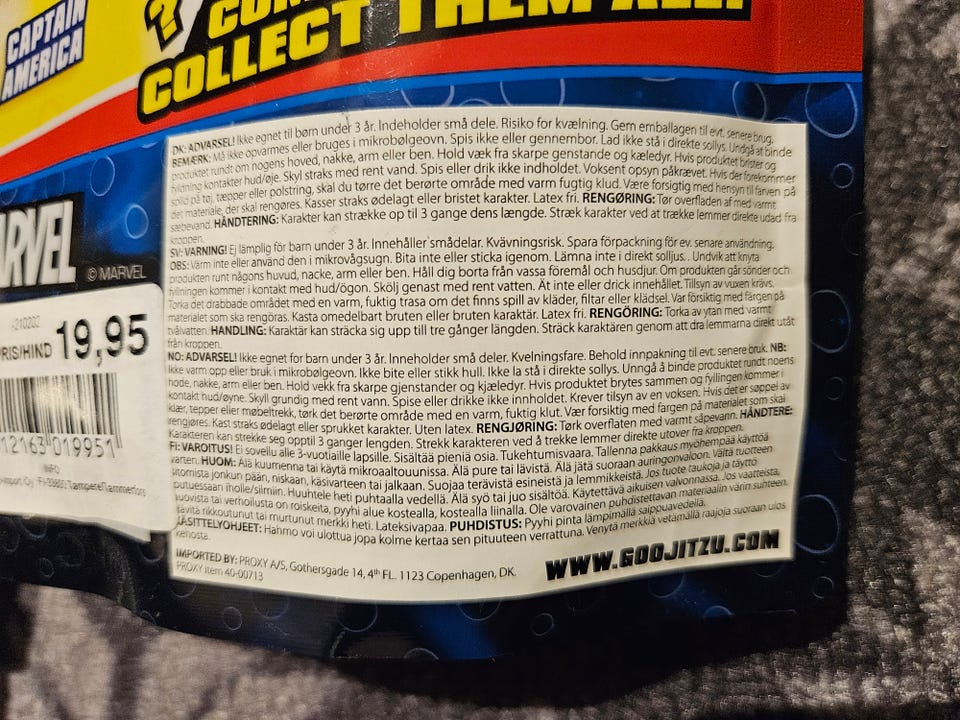 CAPTAIN
AMERICA
?
COLLECT THEM ALL!
MARVEL
© MARVEL
19,95
DK: ADVARSEL! Ikke egnet til børn under 3 år. Indeholder små dele. Risiko for kvælning. Gem emballagen til evt. senere brug.
BEMÆRK: Må ikke opvarmes eller bruges i mikrobølgeovn. Spis ikke eller gennembor. Lad ikke stå i direkte sollys. Undgå at binde
produktet rundt om nogens hoved, nakke, arm eller ben. Hold væk fra skarpe genstande og kæledyr. Hvis produktet brister og
fyldning kontakter hud/øje. Skyl straks med rent vand. Spis eller drik ikke indholdet. Voksent opsyn påkrævet. Hvis der forekommer
spild på tøj, tæpper eller polstring, skal du tørre det berørte område med varm fugtig klud. Være forsigtig med hensyn til farven på
det materiale, der skal rengøres. Kasser straks ødelagt eller bristet karakter. Latex fri. RENGØRING: Tør overfladen af med varmt
sæbevand. HÅNDTERING: Karakter kan strække op til 3 gange dens længde. Stræk karakter ved at trække lemmer direkte udad fra
kroppen.
SV: VARNING! Ej lämplig för barn under 3 år. Innehåller smådelar. Kvävningsrisk. Spara förpackning för ev. senare användning.
OBS: Värm inte eller använd den i mikrovågsugn. Bita inte eller sticka igenom. Lämna inte i direkt solljus. . Undvik att knyta
produkten runt någons huvud, nacke, arm eller ben. Håll dig borta från vassa föremål och husdjur. Om produkten går sönder och
fyllningen kommer i kontakt med hud/ögon. Skölj genast med rent vatten. Ät inte eller drick innehållet. Tillsyn av vuxen krävs.
Torka det drabbade området med en varm, fuktig trasa om det finns spill av kläder, filtar eller klädsel. Var försiktig med färgen på
materialet som ska rengöras. Kasta omedelbart bruten eller bruten karaktär. Latex fri. RENGÖRING: Torka av ytan med varmt
tvålvatten. HANDLING: Karaktär kan sträcka sig upp till tre gånger längden. Sträck karaktären genom att dra lemmarna direkt utåt
från kroppen.
NO: ADVARSEL! Ikke egnet for barn under 3 år. Inneholder små deler. Kvelningsfare. Behold innpakning til evt. senere bruk. NB:
Ikke varm opp eller bruk i mikrobølgeovn. Ikke bite eller stikk hull. Ikke la stå i direkte sollys. Unngå å binde produktet rundt noens
hode, nakke, arm eller ben. Hold vekk fra skarpe gjenstander og kjæledyr. Hvis produktet brytes sammen og fyllingen kommer i
kontakt hud/øyne. Skyll grundig med rent vann. Spise eller drikke ikke innholdet. Krever tilsyn av en voksen. Hvis det er søppel av
klær, tepper eller møbeltrekk, tørk det berørte område med en varm, fuktig klut. Vær forsiktig med fargen på materialet som skal
rengjøres. Kast straks ødelagt eller sprukket karakter. Uten latex. RENGJØRING: Tørk overflaten med varmt såpevann. HÅNDTERE:
Karakteren kan strekke seg opptil 3 ganger lengden. Strekk karakteren ved å trekke lemmer direkte utover fra kroppen.
FI: VAROITUS! Ei sovellu alle 3-vuotiaille lapsille. Sisältää pieniä osia. Tukehtumisvaara. Tallenna pakkaus myöhempää käyttöä
varten. HUOM: Älä kuumenna tai käytä mikroaaltouunissa. Älä pure tai lävistä. Älä jätä suoraan auringonvaloon. Vältä tuotteen
sitomista jonkun pään, niskaan, käsivarteen tai jalkaan. Suojaa terävistä esineistä ja lemmikkeistä. Jos tuote taukoja ja täyttö
putuessaan iholle/silmiin. Huuhtele heti puhtaalla vedellä. Älä syö tai juo sisältöä. Käytettävä aikuisen valvonnassa. Jos vaatteista,
verhoilusta on roiskeita, pyyhi alue kostealla, kostealla liinalla. Ole varovainen puhdistettavan materiaalin värin suhteen.
rikkoutunut tai murtunut merkki heti. Lateksivapaa. PUHDISTUS: Pyyhi pinta lämpimällä saippuavedellä.
KÄSITTELYOHJEET: Hahmo voi ulottua jopa kolme kertaa sen pituuteen verrattuna. Venytä merkkiä vetämällä raajoja suoraan ulos
kehosta.
IMPORTED BY: PROXY A/S, Gothersgade 14, 4th FL. 1123 Copenhagen, DK.
PROXY item 40-00713
WWW.GOOJITZU.COM